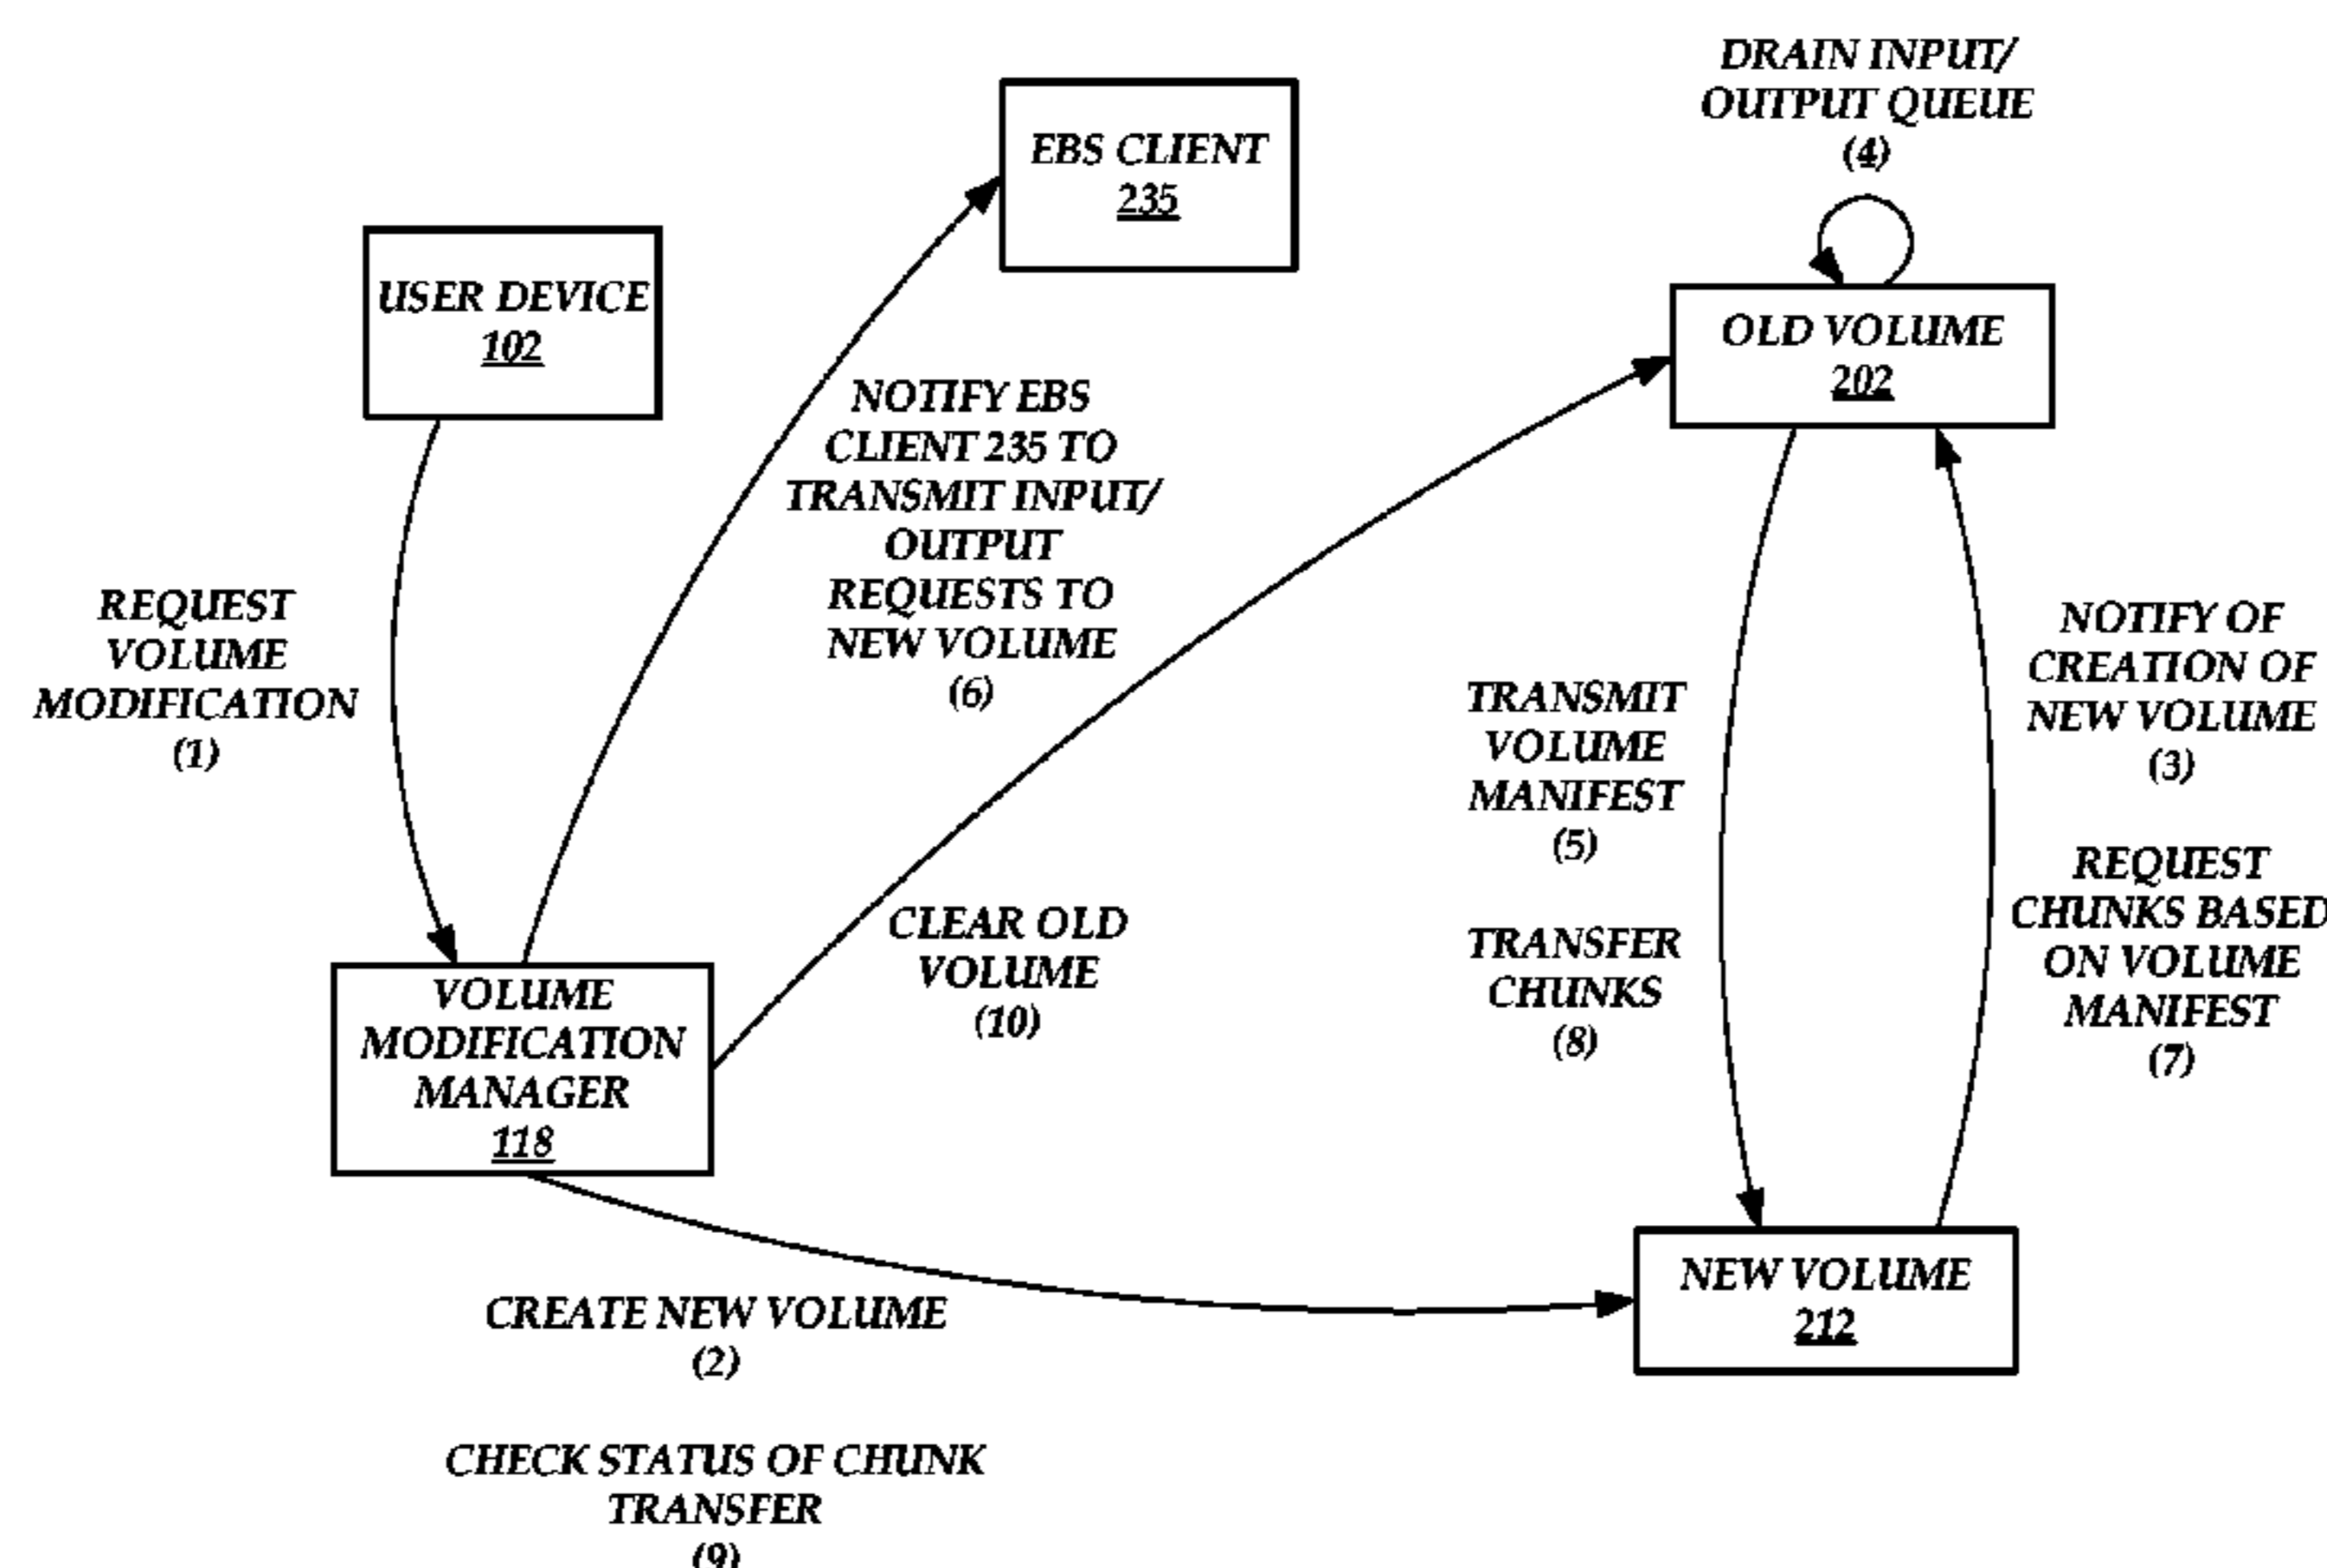 DRAIN INPUT/
OUTPUT QUEUE
(4)
EBS CLIENT
235
USER DEVICE
102
OLD VOLUME
202
NOTIFY EBS
CLIENT 235 TO
TRANSMIT INPUT/
OUTPUT
REQUESTS TO
NEW VOLUME
(6)
REQUEST
VOLUME
MODIFICATION
(1)
NOTIFY OF
CREATION OF
NEW VOLUME
(3)
TRANSMIT
VOLUME
MANIFEST
(5)
REQUEST
CHUNKS BASED
ON VOLUME
MANIFEST
(7)
CLEAR OLD
VOLUME
(10)
TRANSFER
CHUNKS
(8)
VOLUME
MODIFICATION
MANAGER
118
NEW VOLUME
212
CREATE NEW VOLUME
(2)
CHECK STATUS OF CHUNK
TRANSFER
(9)